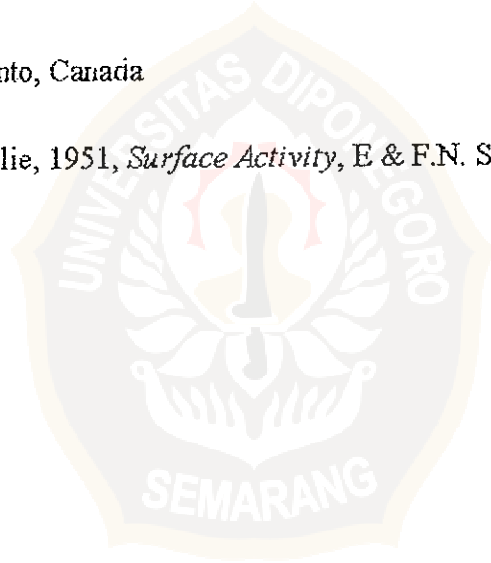 nto, Canada
lie, 1951, Surface Activity, E & F.N. S
UNIVERSITAS DIPONEGORO
SEMARANG